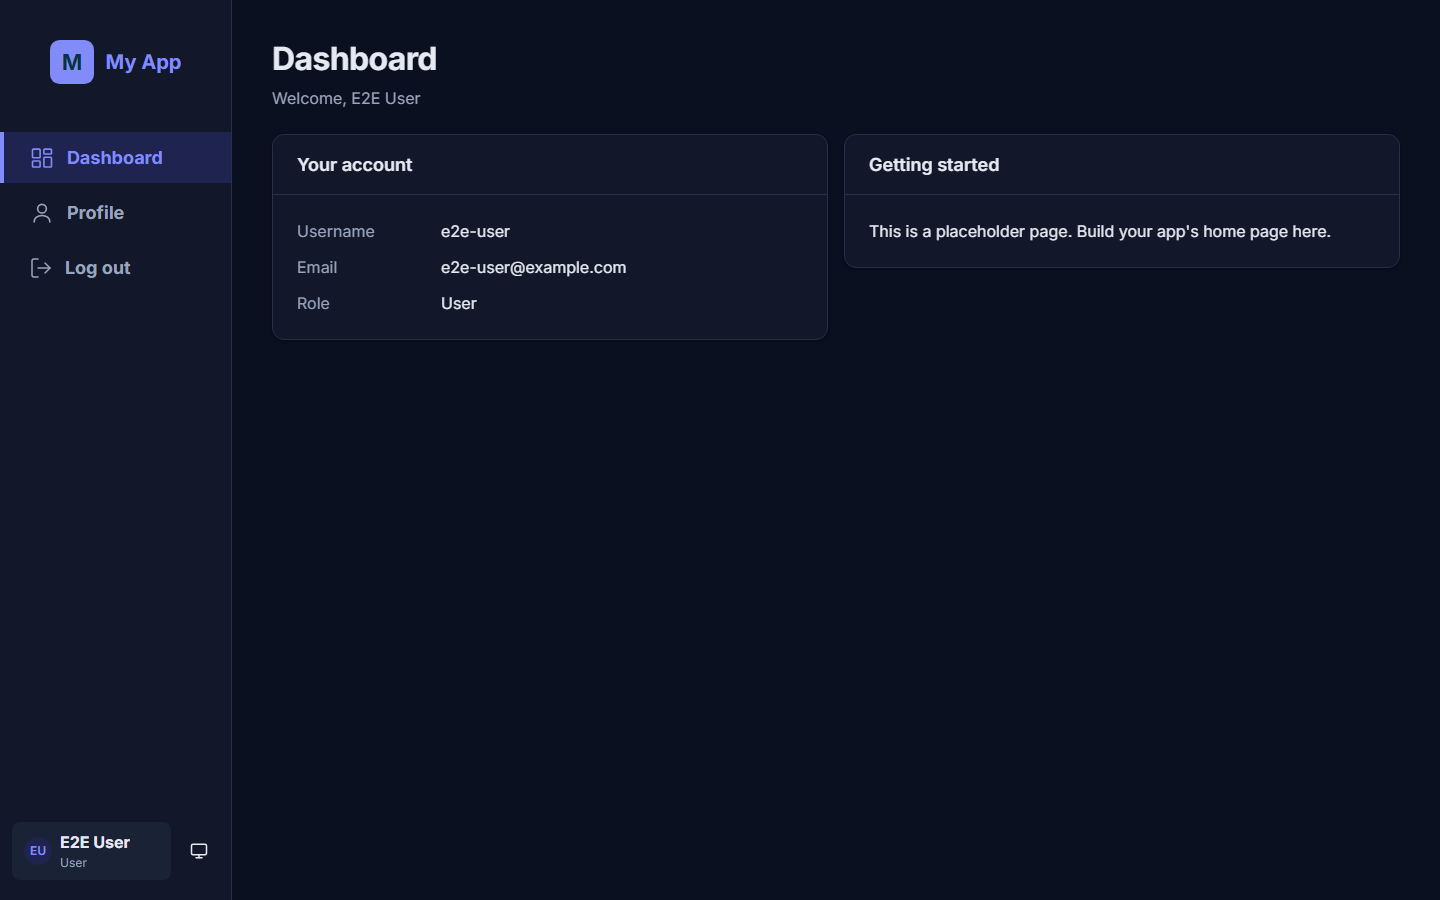 M My App
Dashboard
Profile
Log out
EU E2E User
User
Dashboard
Welcome, E2E User
Your account
Username e2e-user
Email e2e-user@example.com
Role User
Getting started
This is a placeholder page. Build your app's home page here.